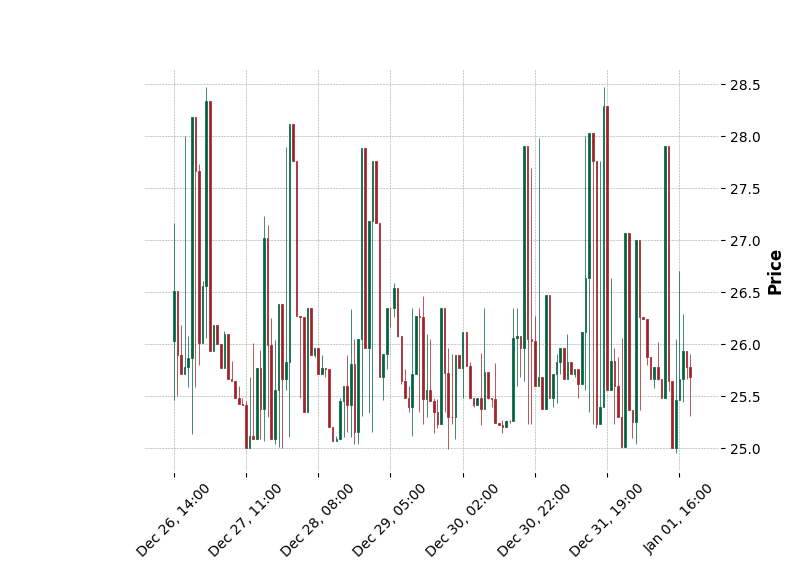 28.5
28.0
27.5
27.0
26.5
26.0
25.5
25.0
Price
Dec 26, 14:00
Dec 27, 11:00
Dec 28, 08:00
Dec 29, 05:00
Dec 30, 02:00
Dec 30, 22:00
Dec 31, 19:00
Jan 01, 16:00